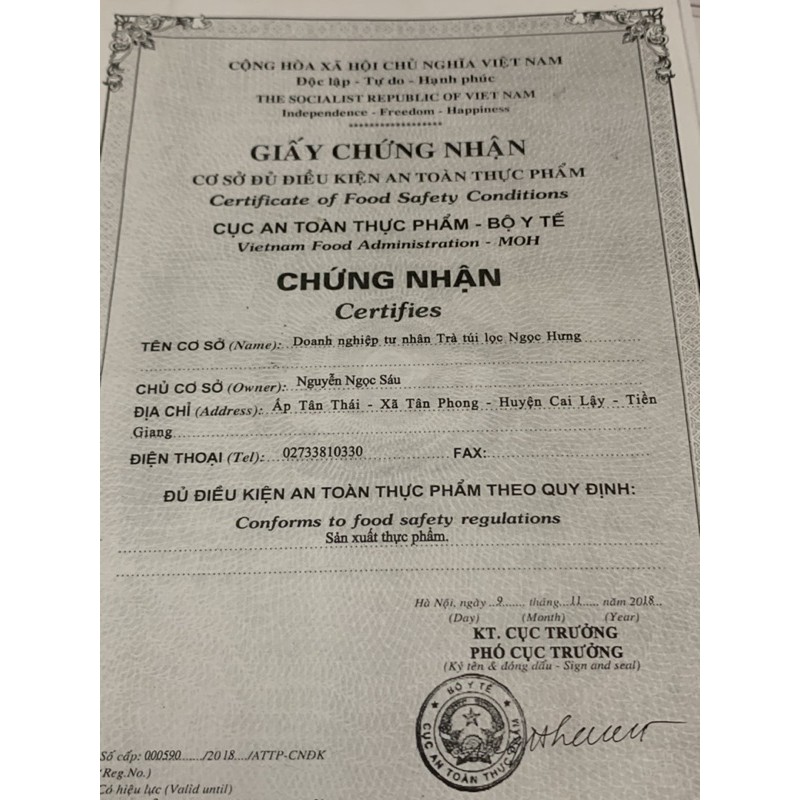 CỘNG HÒA XÃ HỘI CHỦ NGHĨA VIỆT NAM
Độc lập - Tự do - Hạnh phúc
THE SOCIALIST REPUBLIC OF VIET NAM
Independence - Freedom - Happiness
******************
GIẤY CHỨNG NHẬN
CƠ SỞ ĐỦ ĐIỀU KIỆN AN TOÀN THỰC PHẨM
Certificate of Food Safety Conditions
CỤC AN TOÀN THỰC PHẨM - BỘ Y TẾ
Vietnam Food Administration - MOH
CHỨNG NHẬN
Certifies
TÊN CƠ SỞ (Name): Doanh nghiệp tư nhân Trà túi lọc Ngọc Hưng
CHỦ CƠ SỞ (Owner): Nguyễn Ngọc Sáu
ĐỊA CHỈ (Address): Ấp Tân Thái - Xã Tân Phong - Huyện Cai Lậy - Tiền
Giang
ĐIỆN THOẠI (Tel): 02733810330 FAX:
ĐỦ ĐIỀU KIỆN AN TOÀN THỰC PHẨM THEO QUY ĐỊNH:
Conforms to food safety regulations
Sản xuất thực phẩm.
Hà Nội, ngày ..9...... tháng...11..... năm 2018...
(Day) (Month) (Year)
KT. CỤC TRƯỞNG
PHÓ CỤC TRƯỞNG
(Ký tên & đóng dấu - Sign and seal)
BỘ Y TẾ
CỤC AN TOÀN THỰC PHẨM
Số cấp: 000590....../2018..../ATTP-CNĐK
(Reg.No.)
Có hiệu lực (Valid until)